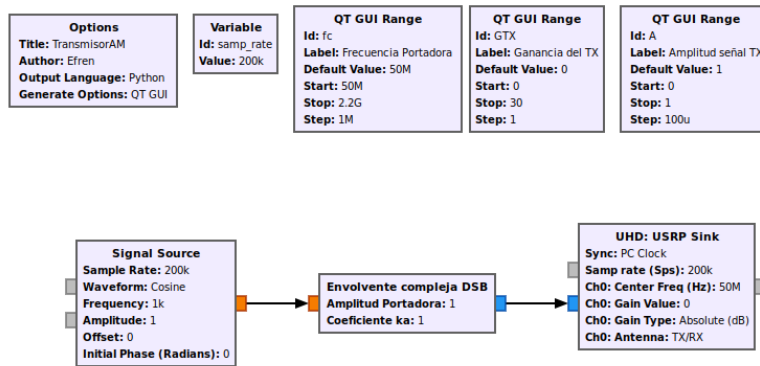 Options
Title: TransmisorAM
Author: Efren
Output Language: Python
Generate Options: QT GUI
Variable
Id: samp_rate
Value: 200k
QT GUI Range
Id: fc
Label: Frecuencia Portadora
Default Value: 50M
Start: 50M
Stop: 2.2G
Step: 1M
QT GUI Range
Id: GTX
Label: Ganancia del TX
Default Value: 0
Start: 0
Stop: 30
Step: 1
QT GUI Range
Id: A
Label: Amplitud señal TX
Default Value: 1
Start: 0
Stop: 1
Step: 100u
Signal Source
Sample Rate: 200k
Waveform: Cosine
Frequency: 1k
Amplitude: 1
Offset: 0
Initial Phase (Radians): 0
Envolvente compleja DSB
Amplitud Portadora: 1
Coeficiente ka: 1
UHD: USRP Sink
Sync: PC Clock
Samp rate (Sps): 200k
Ch0: Center Freq (Hz): 50M
Ch0: Gain Value: 0
Ch0: Gain Type: Absolute (dB)
Ch0: Antenna: TX/RX